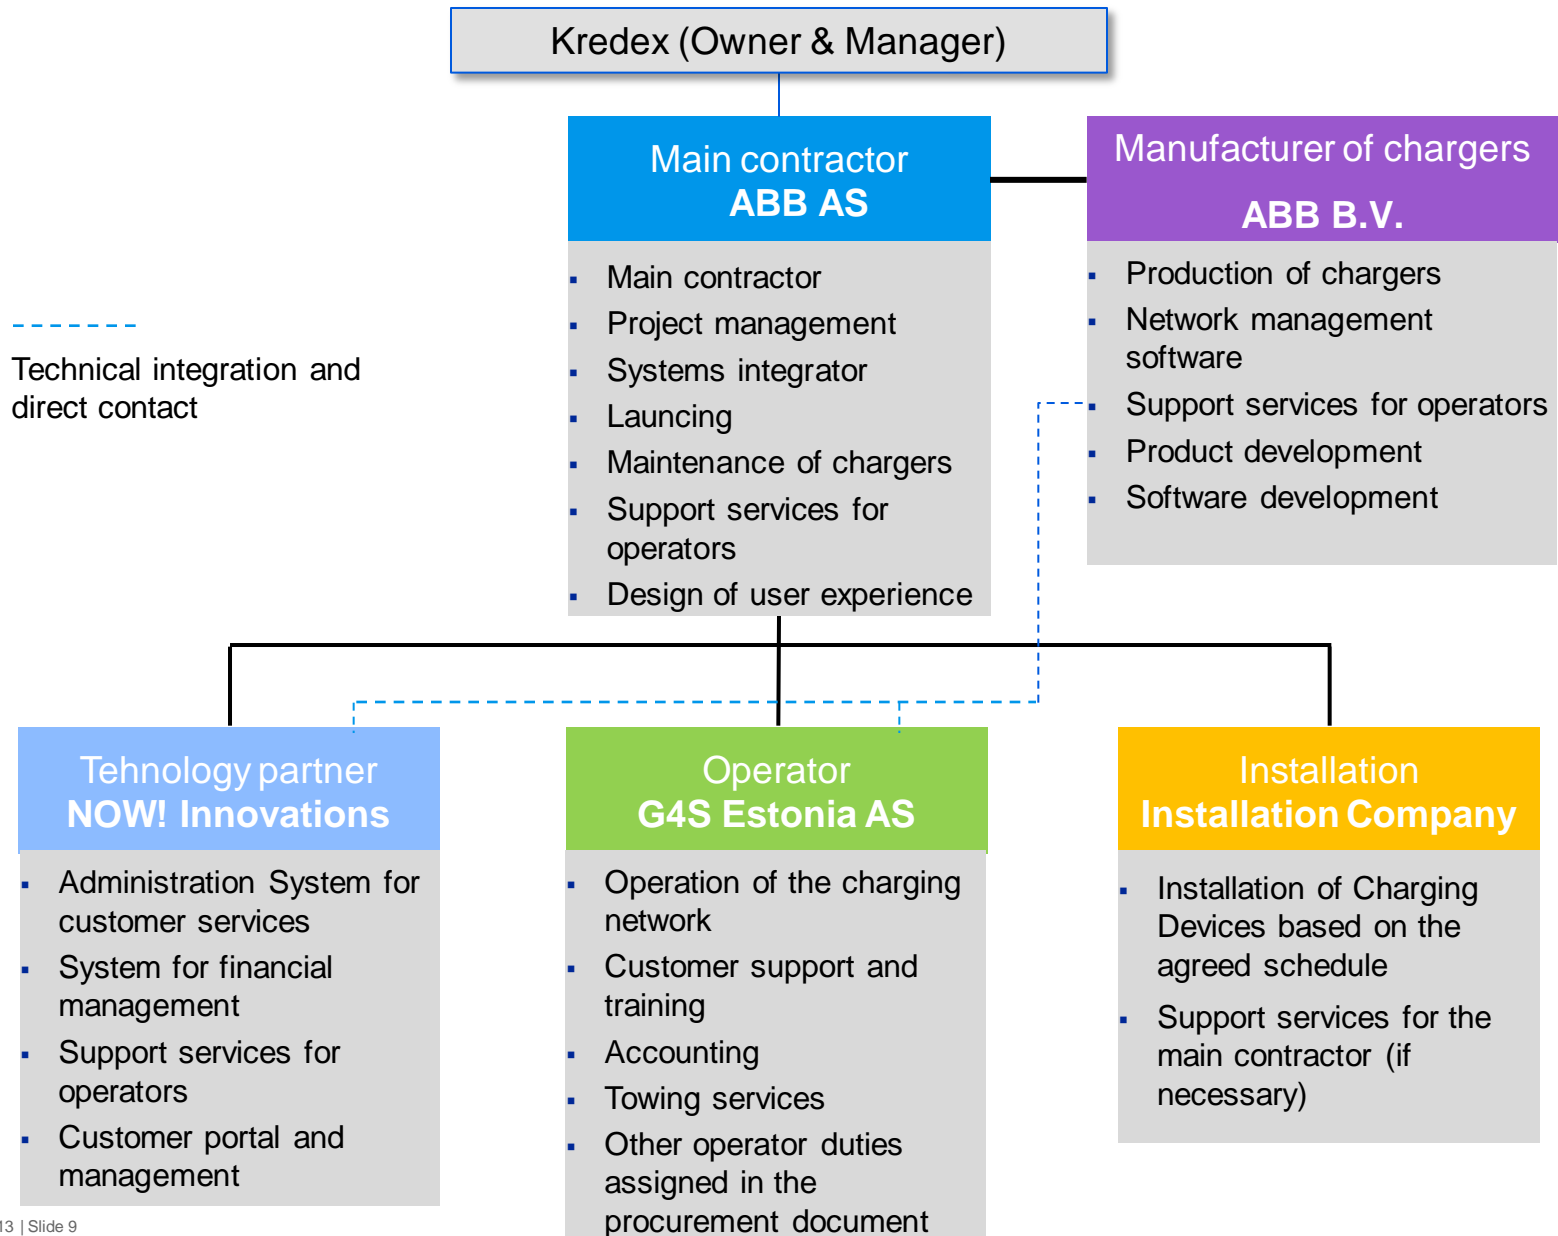 Kredex (Owner & Manager)
Main contractor
ABB AS
Main contractor
Project management
Systems integrator
Launcing
Maintenance of chargers
Support services for
operators
Design of user experience
Manufacturer of chargers
ABB B.V.
Production of chargers
Network management
software
Support services for operators
Product development
Software development
Technical integration and
direct contact
Tehnology partner
NOW! Innovations
Administration System for
customer services
System for financial
management
Support services for
operators
Customer portal and
management
Operator
G4S Estonia AS
Operation of the charging
network
Customer support and
training
Accounting
Towing services
Other operator duties
assigned in the
procurement document
Installation
Installation Company
Installation of Charging
Devices based on the
agreed schedule
Support services for the
main contractor (if
necessary)
13 | Slide 9